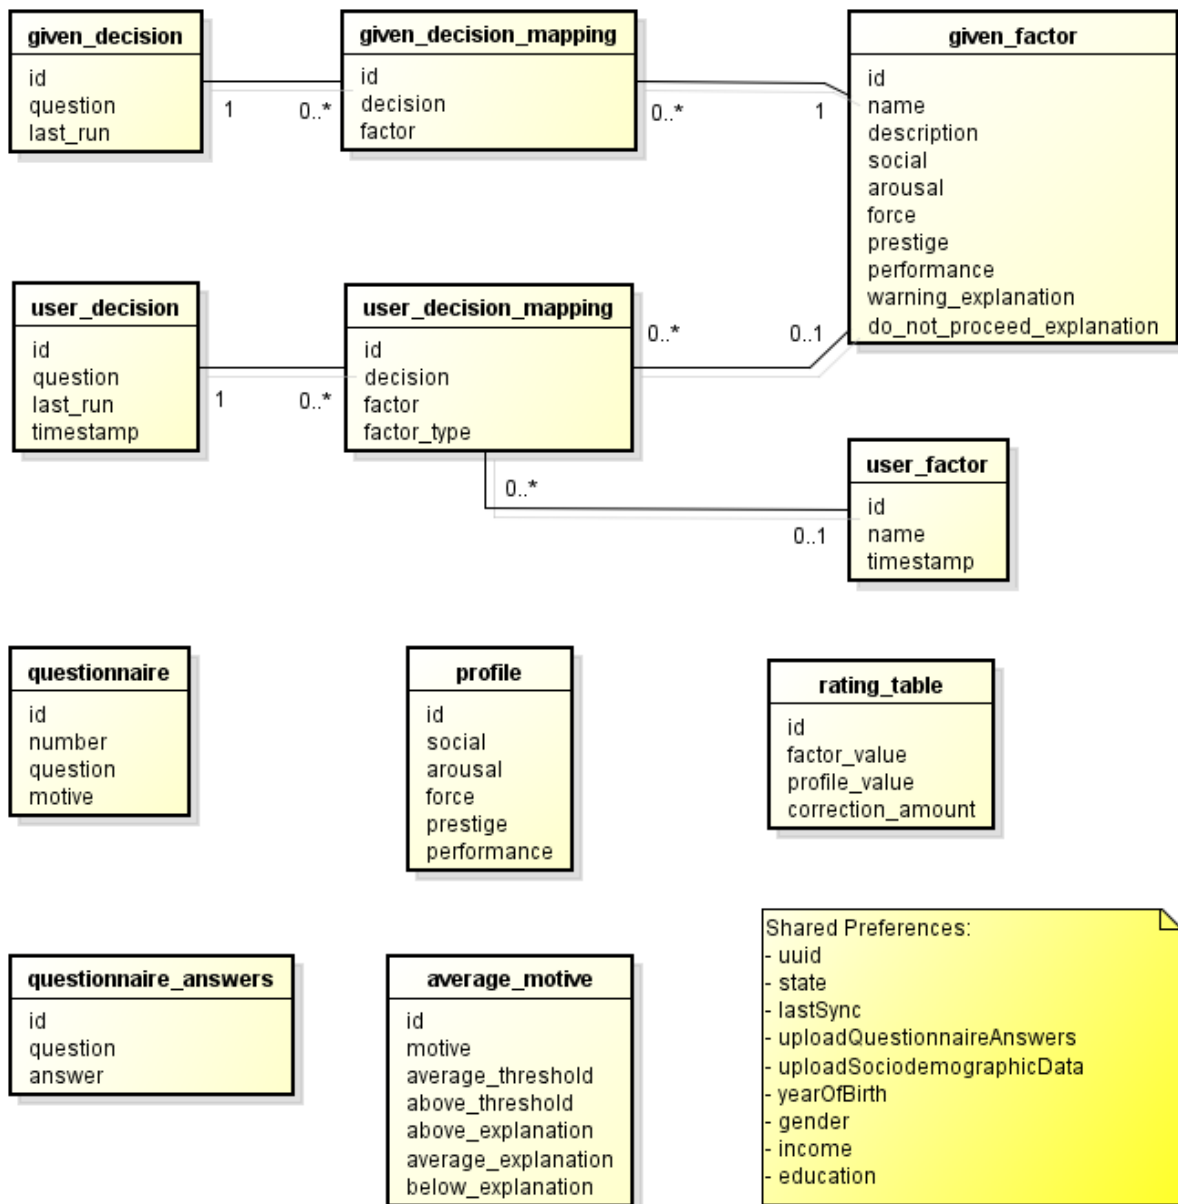 given_decision
id
question
last_run
1
0..*
given_decision_mapping
id
decision
factor
0..*
1
given_factor
id
name
description
social
arousal
force
prestige
performance
warning_explanation
do_not_proceed_explanation
user_decision
id
question
last_run
timestamp
1
0..*
user_decision_mapping
id
decision
factor
factor_type
0..*
0..1
0..*
0..1
user_factor
id
name
timestamp
questionnaire
id
number
question
motive
profile
id
social
arousal
force
prestige
performance
rating_table
id
factor_value
profile_value
correction_amount
questionnaire_answers
id
question
answer
average_motive
id
motive
average_threshold
above_threshold
above_explanation
average_explanation
below_explanation
Shared Preferences:
- uuid
- state
- lastSync
- uploadQuestionnaireAnswers
- uploadSociodemographicData
- yearOfBirth
- gender
- income
- education